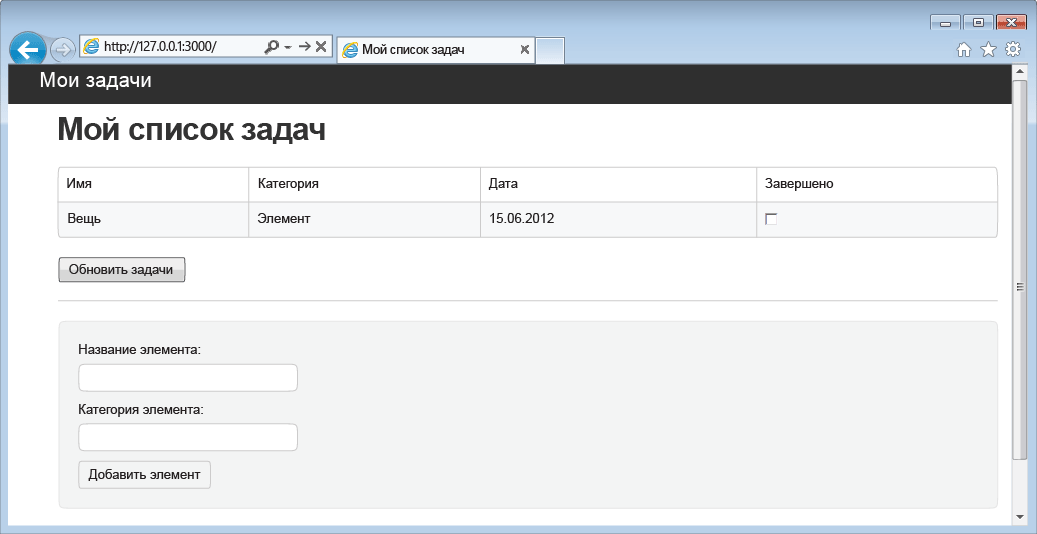 http://127.0.0.1:3000/
Мой список задач
Мои задачи
Мой список задач
Имя Категория Дата Завершено
Вещь Элемент 15.06.2012
Обновить задачи
Название элемента:
Категория элемента:
Добавить элемент